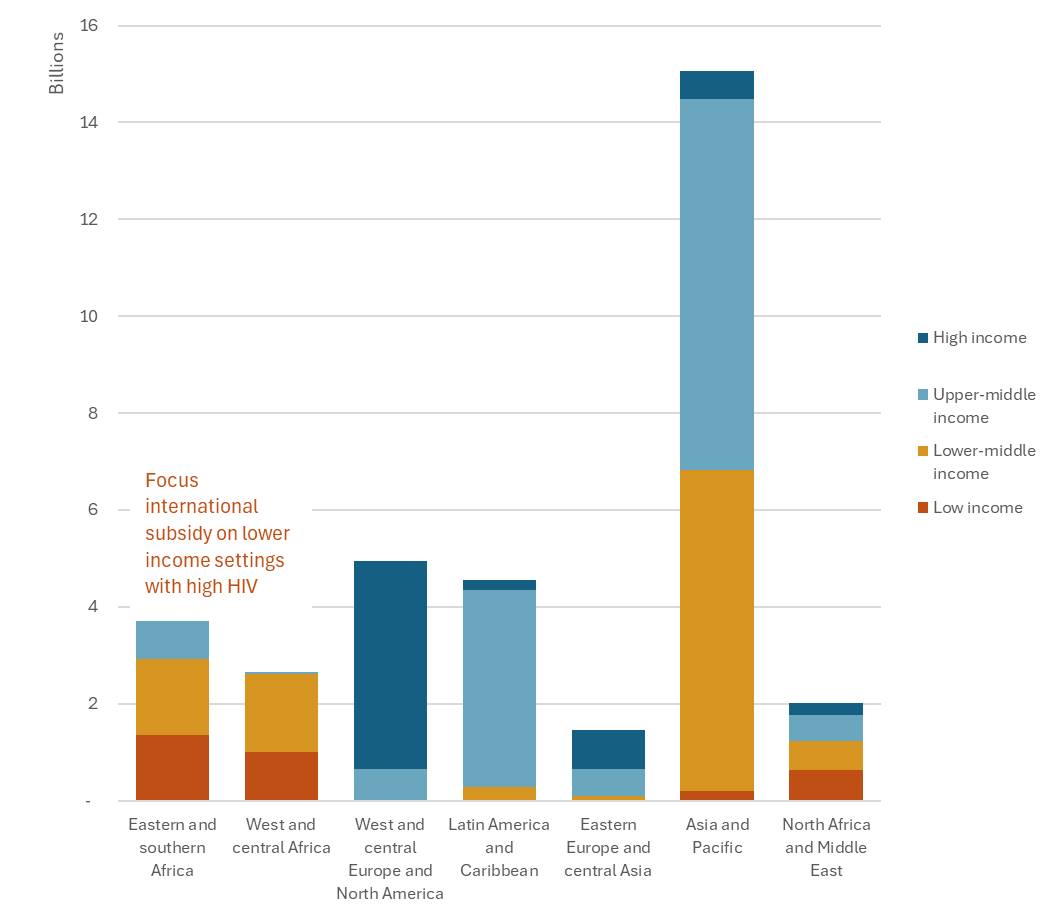 Billions
16
14
12
10
8
6
4
2
-
Focus
international
subsidy on lower
income settings
with high HIV
Eastern and
southern
Africa
West and
central Africa
West and
central
Europe and
North America
Latin America
and
Caribbean
Eastern
Europe and
central Asia
Asia and
Pacific
North Africa
and Middle
East
High income
Upper-middle
income
Lower-middle
income
Low income